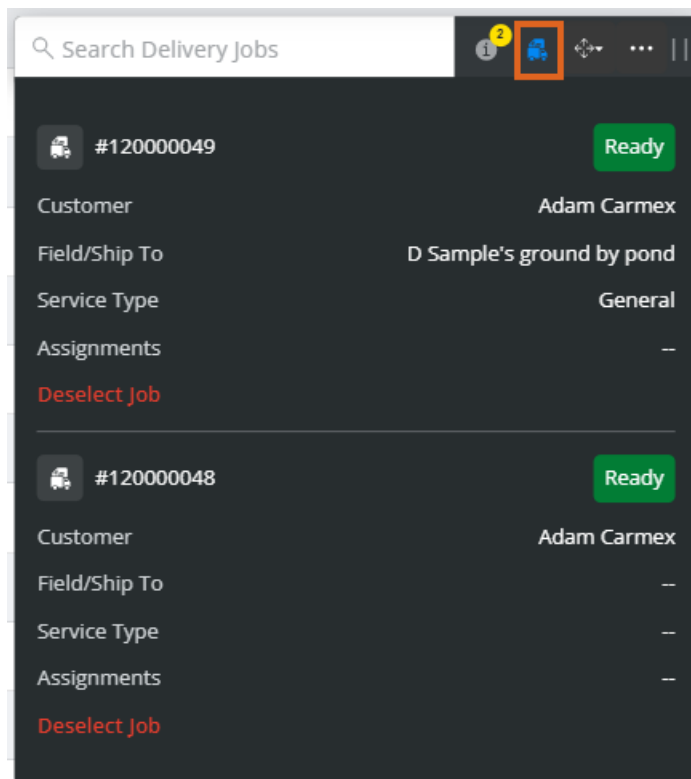 Search Delivery Jobs
2
#120000049 Ready
Customer Adam Carmex
Field/Ship To D Sample's ground by pond
Service Type General
Assignments --
Deselect Job
#120000048 Ready
Customer Adam Carmex
Field/Ship To --
Service Type --
Assignments --
Deselect Job